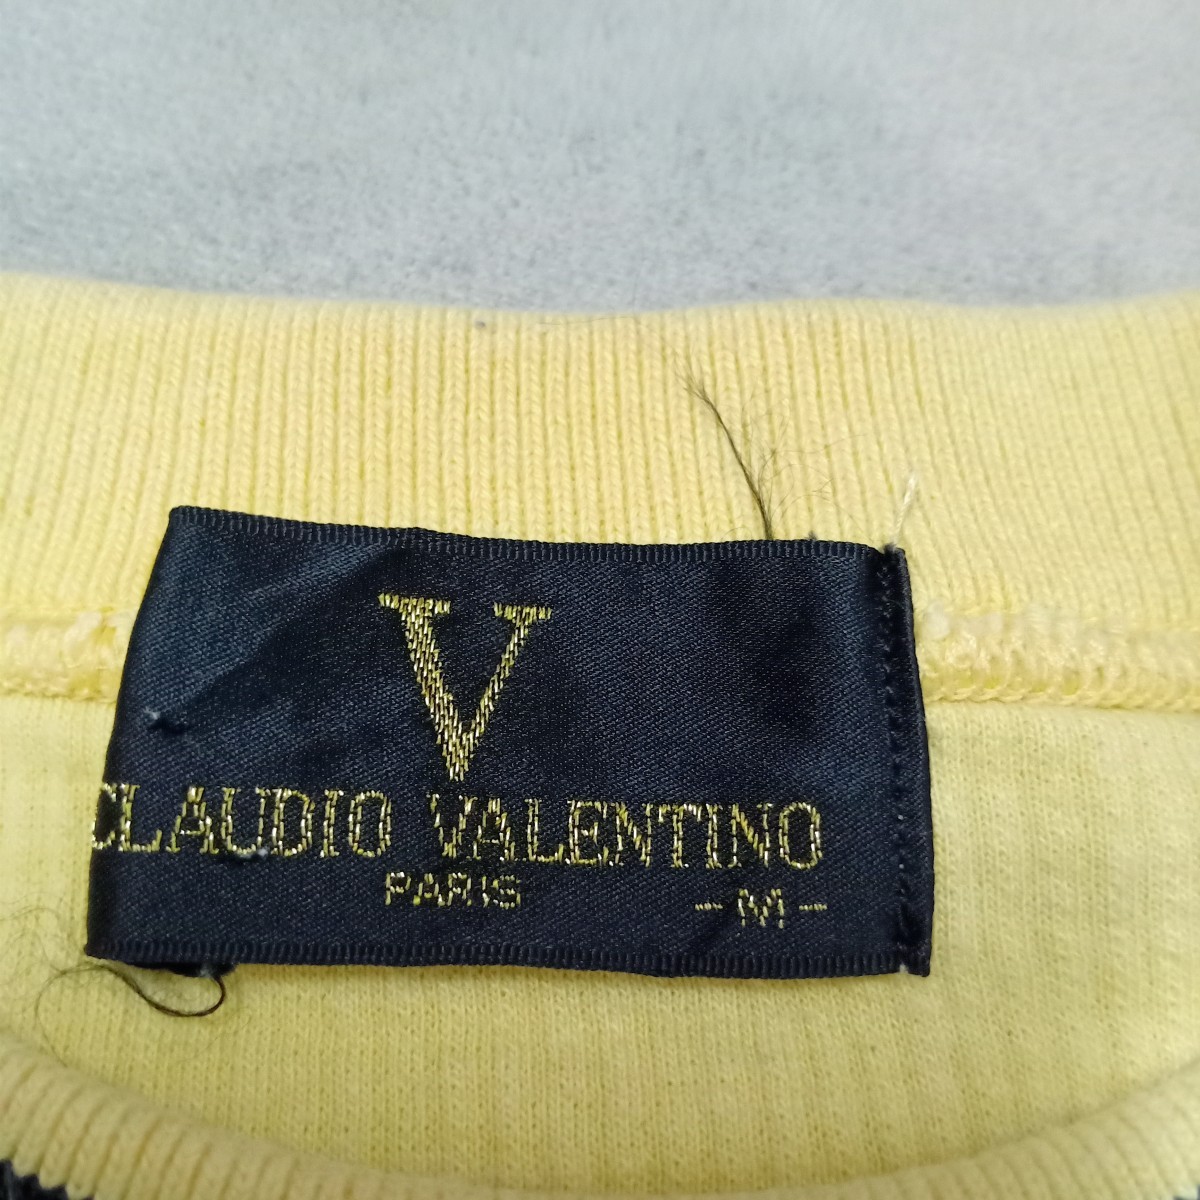 V
CLAUDIO VALENTINO
PARIS
- M -